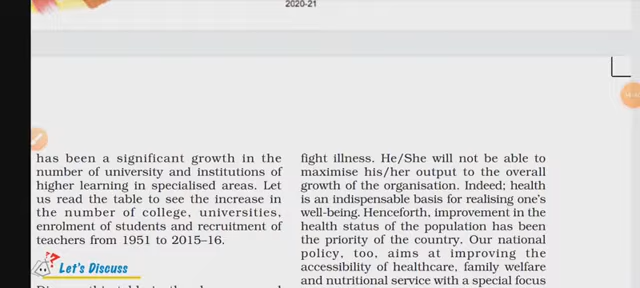 2020-21
has been a significant growth in the
number of university and institutions of
higher learning in specialised areas. Let
us read the table to see the increase in
the number of college, universities,
enrolment of students and recruitment of
teachers from 1951 to 2015–16.
Let's Discuss
fight illness. He/She will not be able to
maximise his/her output to the overall
growth of the organisation. Indeed; health
is an indispensable basis for realising one's
well-being. Henceforth, improvement in the
health status of the population has been
the priority of the country. Our national
policy, too, aims at improving the
accessibility of healthcare, family welfare
and nutritional service with a special focus